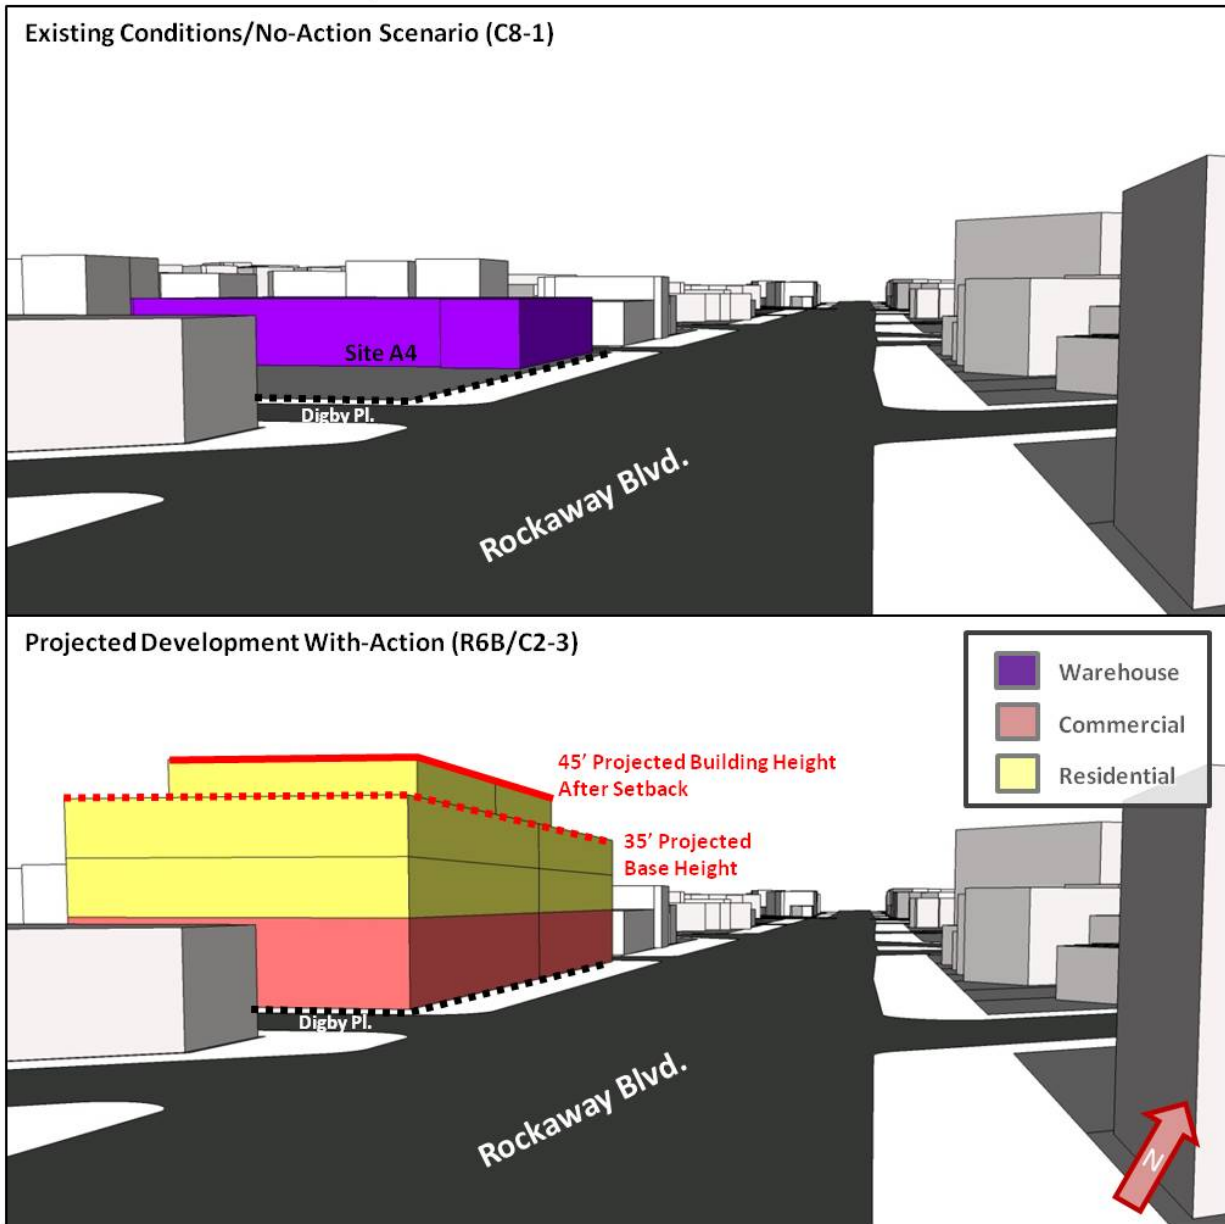 Existing Conditions/No-Action Scenario (C8-1)
Site A4
Digby Pl.
Rockaway Blvd.
Projected Development With-Action (R6B/C2-3)
Warehouse
Commercial
Residential
45’ Projected Building Height
After Setback
35’ Projected
Base Height
Digby Pl.
Rockaway Blvd.
N